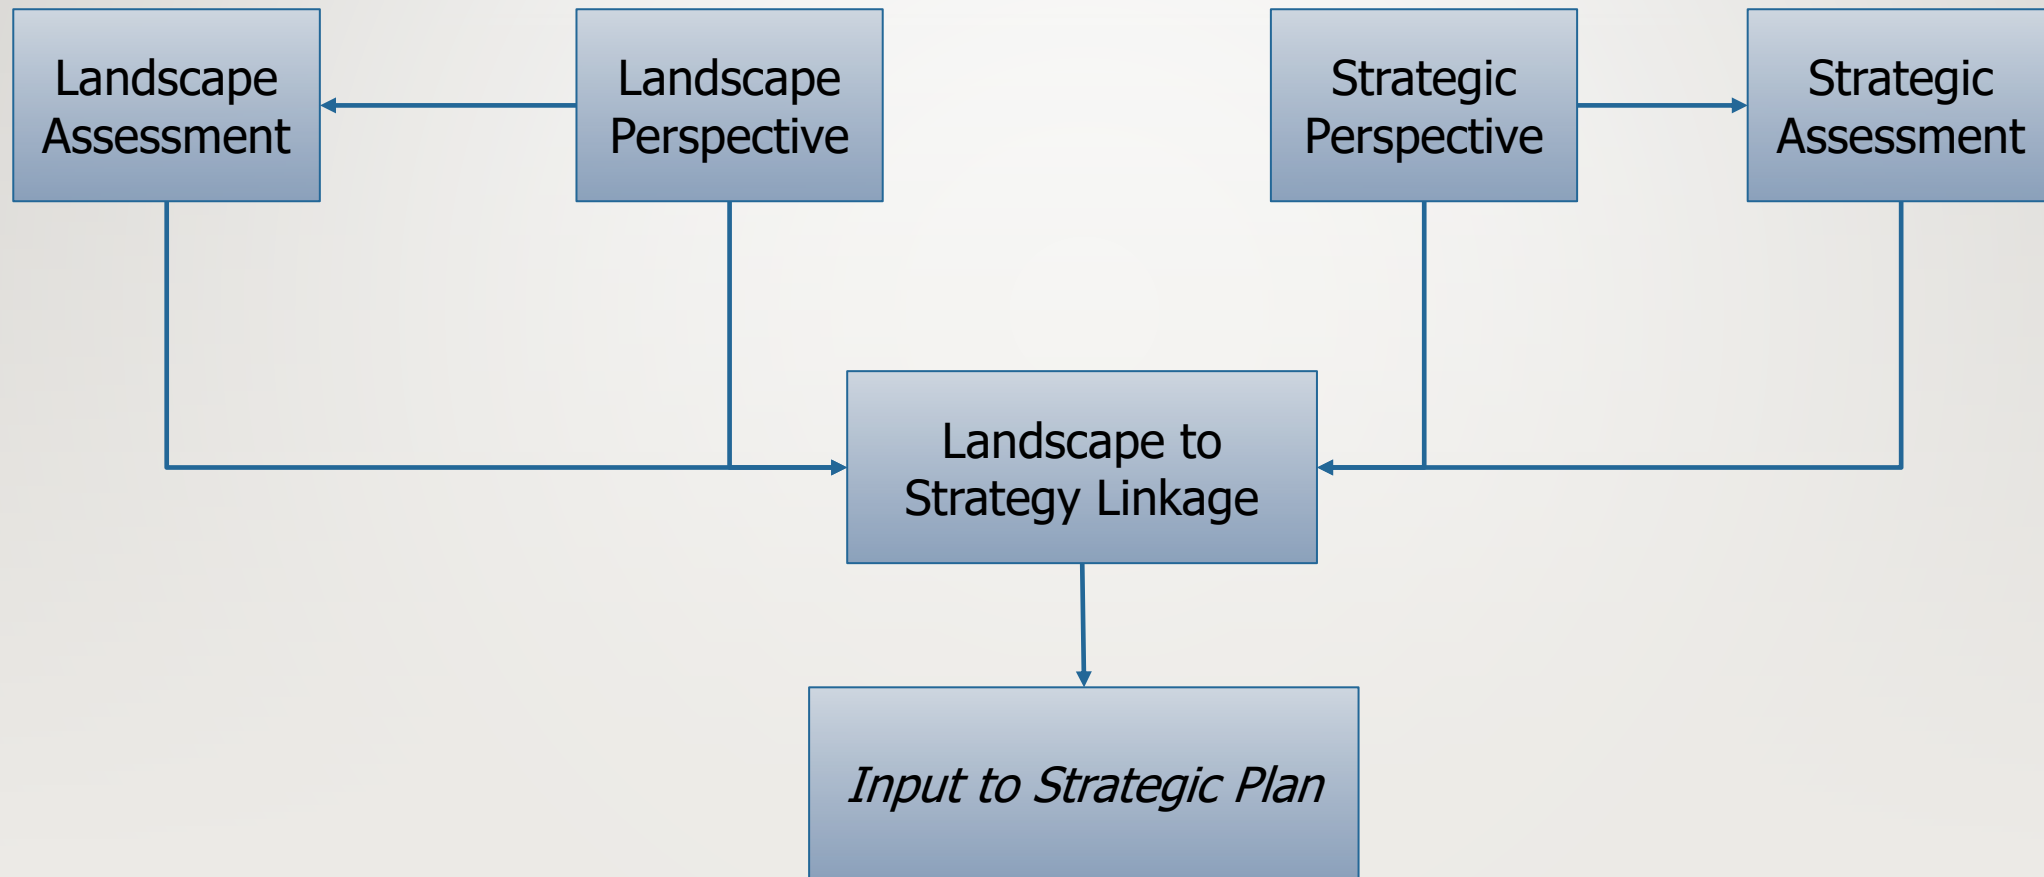 Landscape
Assessment
Landscape
Perspective
Strategic
Perspective
Strategic
Assessment
Landscape to
Strategy Linkage
Input to Strategic Plan